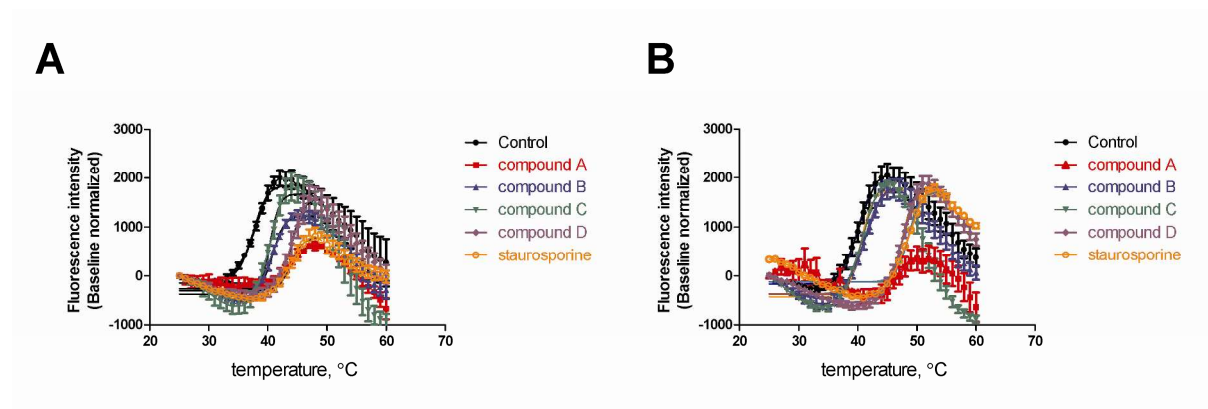 A
B
Fluorescence intensity
(Baseline normalized)
3000
2000
1000
0
-1000
20
30
40
50
60
70
temperature, °C
Control
compound A
compound B
compound C
compound D
staurosporine
Fluorescence intensity
(Baseline normalized)
3000
2000
1000
0
-1000
20
30
40
50
60
70
temperature, °C
Control
compound A
compound B
compound C
compound D
staurosporine